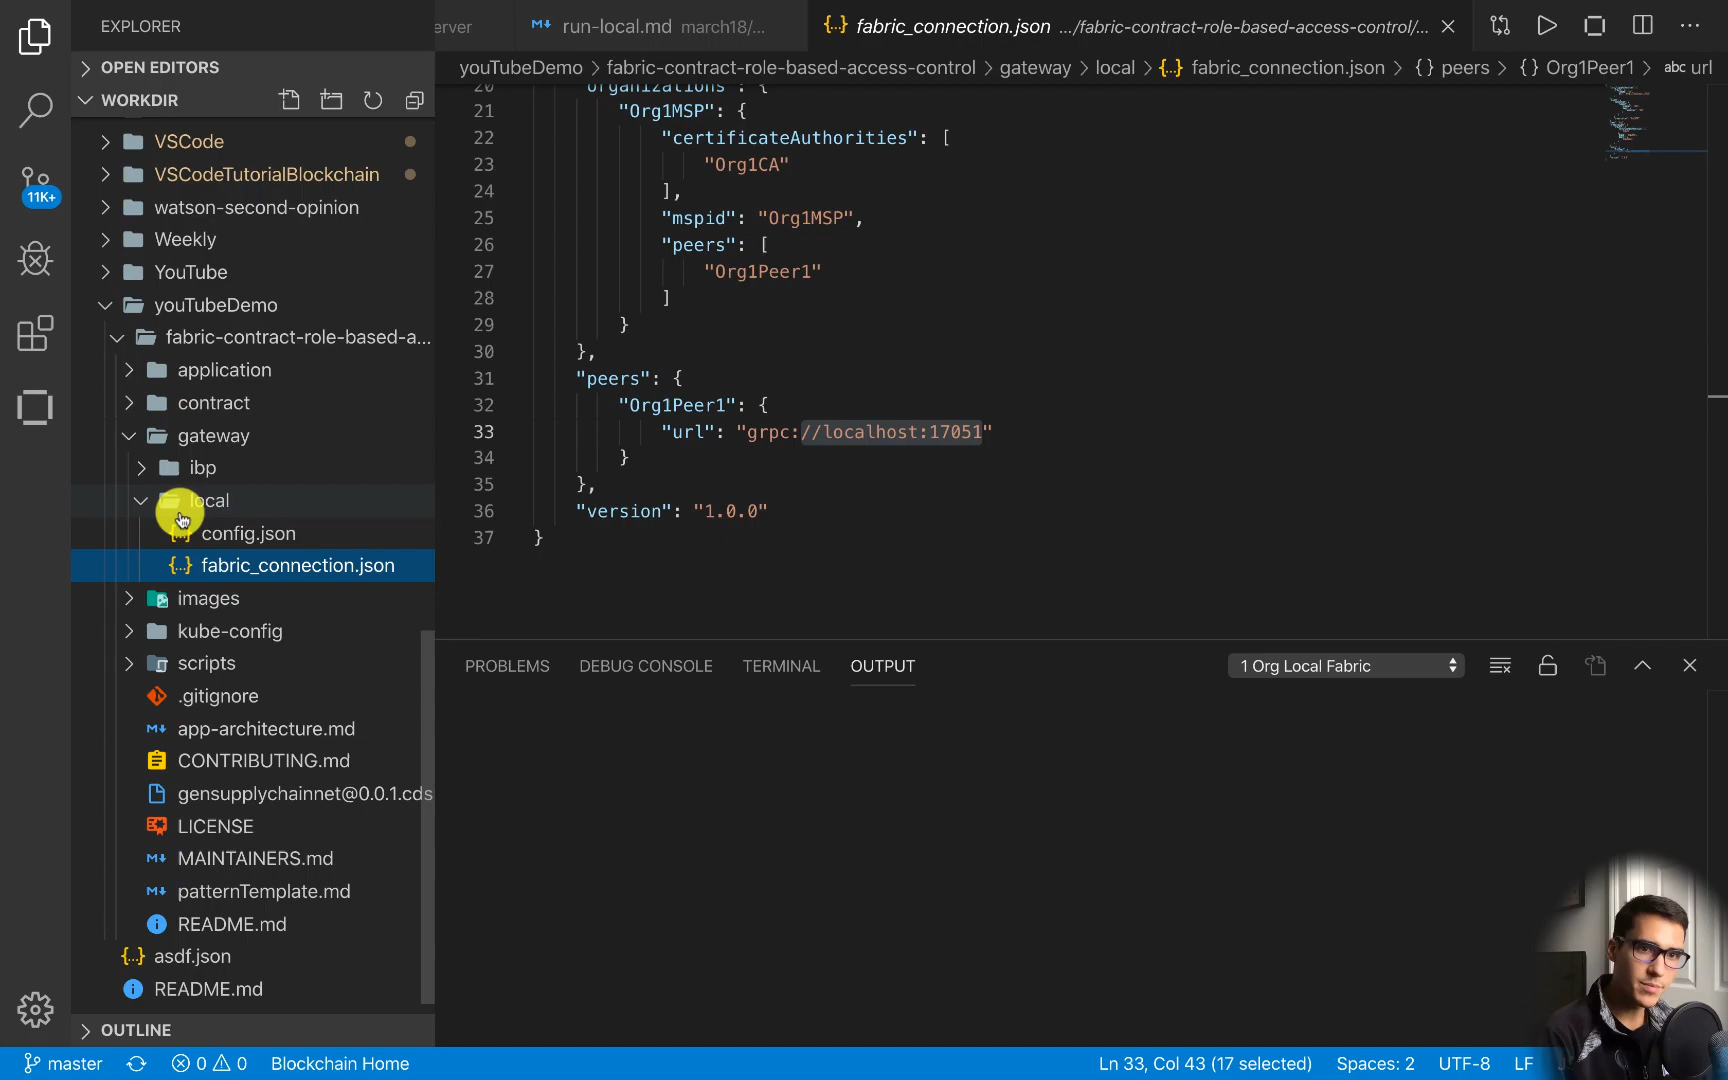 EXPLORER
erver
run-local.md march18/...
{..} fabric_connection.json .../fabric-contract-role-based-access-control/...
OPEN EDITORS
youTubeDemo > fabric-contract-role-based-access-control > gateway > local > {..} fabric_connection.json > { } peers > { } Org1Peer1 > abc url
WORKDIR
VSCode
VSCodeTutorialBlockchain
watson-second-opinion
Weekly
YouTube
youTubeDemo
fabric-contract-role-based-a...
application
contract
gateway
ibp
local
config.json
{..} fabric_connection.json
images
kube-config
scripts
.gitignore
app-architecture.md
CONTRIBUTING.md
gensupplychainnet@0.0.1.cds
LICENSE
MAINTAINERS.md
patternTemplate.md
README.md
{..} asdf.json
README.md
OUTLINE
11K+
20 "organizations": {
21 "Org1MSP": {
22 "certificateAuthorities": [
23 "Org1CA"
24 ],
25 "mspid": "Org1MSP",
26 "peers": [
27 "Org1Peer1"
28 ]
29 }
30 },
31 "peers": {
32 "Org1Peer1": {
33 "url": "grpc://localhost:17051"
34 }
35 },
36 "version": "1.0.0"
37 }
PROBLEMS DEBUG CONSOLE TERMINAL OUTPUT 1 Org Local Fabric
master 0 0 Blockchain Home Ln 33, Col 43 (17 selected) Spaces: 2 UTF-8 LF